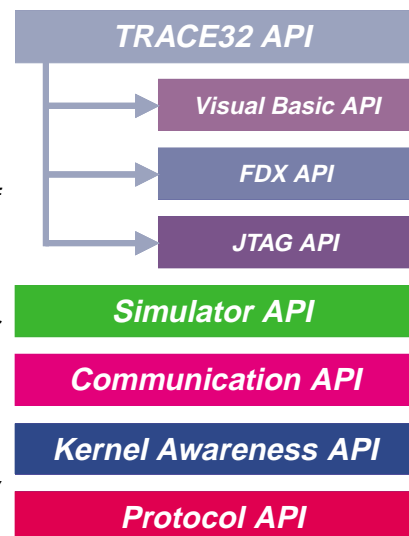 TRACE32 API
Visual Basic API
FDX API
JTAG API
Simulator API
Communication API
Kernel Awareness API
Protocol API